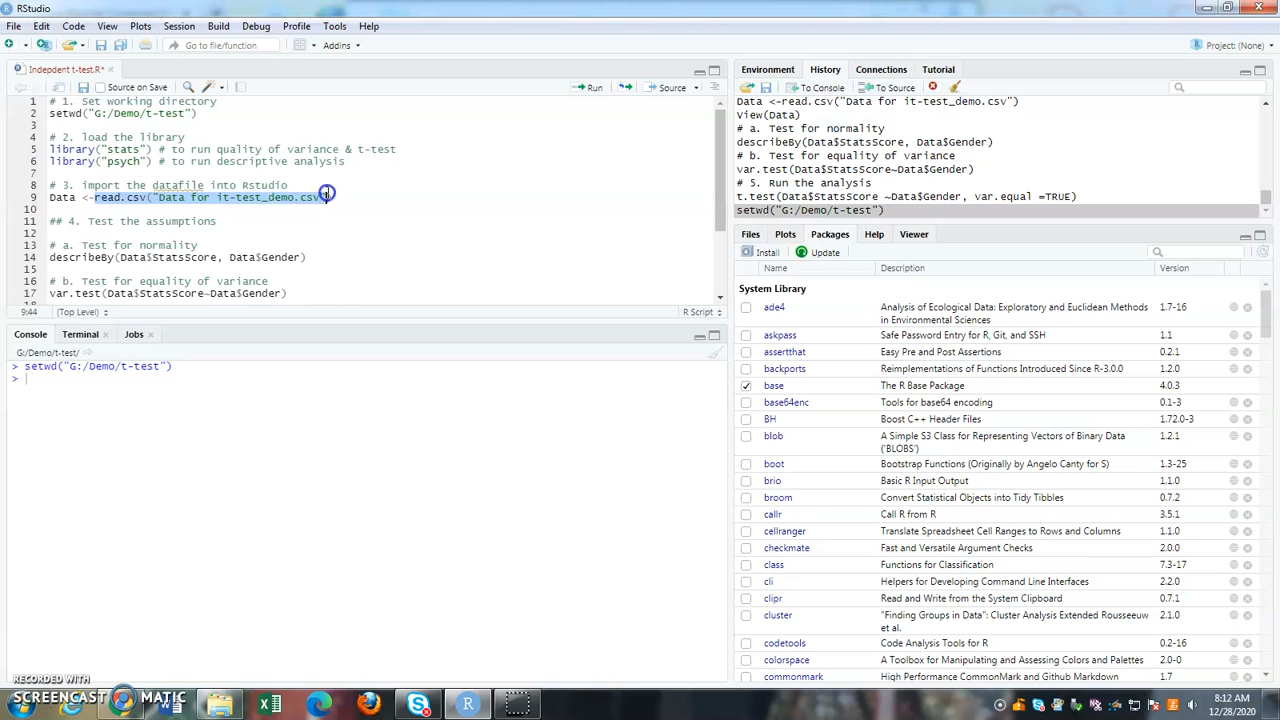 RStudio
File Edit Code View Plots Session Build Debug Profile Tools Help
Go to file/function Addins Project: (None)
Indepdent t-test.R*
Source on Save Run Source
1 # 1. Set working directory
2 setwd("G:/Demo/t-test")
3
4 # 2. load the library
5 library("stats") # to run quality of variance & t-test
6 library("psych") # to run descriptive analysis
7
8 # 3. import the datafile into Rstudio
9 Data <-read.csv("Data for it-test_demo.csv"
10
11 ## 4. Test the assumptions
12
13 # a. Test for normality
14 describeBy(Data$StatsScore, Data$Gender)
15
16 # b. Test for equality of variance
17 var.test(Data$StatsScore~Data$Gender)
9:44 (Top Level) R Script
Console Terminal Jobs
G:/Demo/t-test/
> setwd("G:/Demo/t-test")
>
Environment History Connections Tutorial
To Console To Source
Data <-read.csv("Data for it-test_demo.csv")
View(Data)
# a. Test for normality
describeBy(Data$StatsScore, Data$Gender)
# b. Test for equality of variance
var.test(Data$StatsScore~Data$Gender)
# 5. Run the analysis
t.test(Data$StatsScore ~Data$Gender, var.equal =TRUE)
setwd("G:/Demo/t-test")
Files Plots Packages Help Viewer
Install Update
Name Description Version
System Library
ade4 Analysis of Ecological Data: Exploratory and Euclidean Methods 1.7-16
in Environmental Sciences
askpass Safe Password Entry for R, Git, and SSH 1.1
assertthat Easy Pre and Post Assertions 0.2.1
backports Reimplementations of Functions Introduced Since R-3.0.0 1.2.0
base The R Base Package 4.0.3
base64enc Tools for base64 encoding 0.1-3
BH Boost C++ Header Files 1.72.0-3
blob A Simple S3 Class for Representing Vectors of Binary Data 1.2.1
('BLOBS')
boot Bootstrap Functions (Originally by Angelo Canty for S) 1.3-25
brio Basic R Input Output 1.1.0
broom Convert Statistical Objects into Tidy Tibbles 0.7.2
callr Call R from R 3.5.1
cellranger Translate Spreadsheet Cell Ranges to Rows and Columns 1.1.0
checkmate Fast and Versatile Argument Checks 2.0.0
class Functions for Classification 7.3-17
cli Helpers for Developing Command Line Interfaces 2.2.0
clipr Read and Write from the System Clipboard 0.7.1
cluster "Finding Groups in Data": Cluster Analysis Extended Rousseeuw 2.1.0
et al.
codetools Code Analysis Tools for R 0.2-16
colorspace A Toolbox for Manipulating and Assessing Colors and Palettes 2.0-0
commonmark High Performance CommonMark and Github Markdown 1.7
RECORDED WITH
SCREENCAST MATIC
8:12 AM
12/28/2020